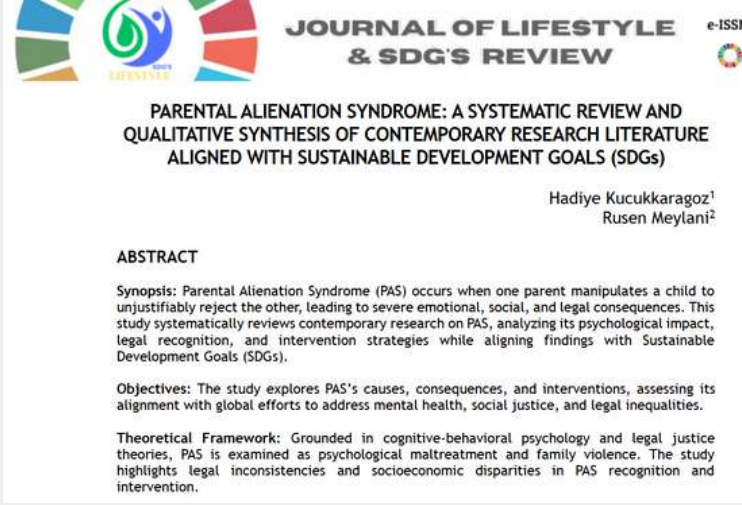 JOURNAL OF LIFESTYLE
& SDG'S REVIEW
SDG'S
LIFESTYLE
PARENTAL ALIENATION SYNDROME: A SYSTEMATIC REVIEW AND
QUALITATIVE SYNTHESIS OF CONTEMPORARY RESEARCH LITERATURE
ALIGNED WITH SUSTAINABLE DEVELOPMENT GOALS (SDGs)
Hadiye Kucukkaragoz¹
Rusen Meylani²
ABSTRACT
Synopsis: Parental Alienation Syndrome (PAS) occurs when one parent manipulates a child to
unjustifiably reject the other, leading to severe emotional, social, and legal consequences. This
study systematically reviews contemporary research on PAS, analyzing its psychological impact,
legal recognition, and intervention strategies while aligning findings with Sustainable
Development Goals (SDGs).
Objectives: The study explores PAS's causes, consequences, and interventions, assessing its
alignment with global efforts to address mental health, social justice, and legal inequalities.
Theoretical Framework: Grounded in cognitive-behavioral psychology and legal justice
theories, PAS is examined as psychological maltreatment and family violence. The study
highlights legal inconsistencies and socioeconomic disparities in PAS recognition and
intervention.